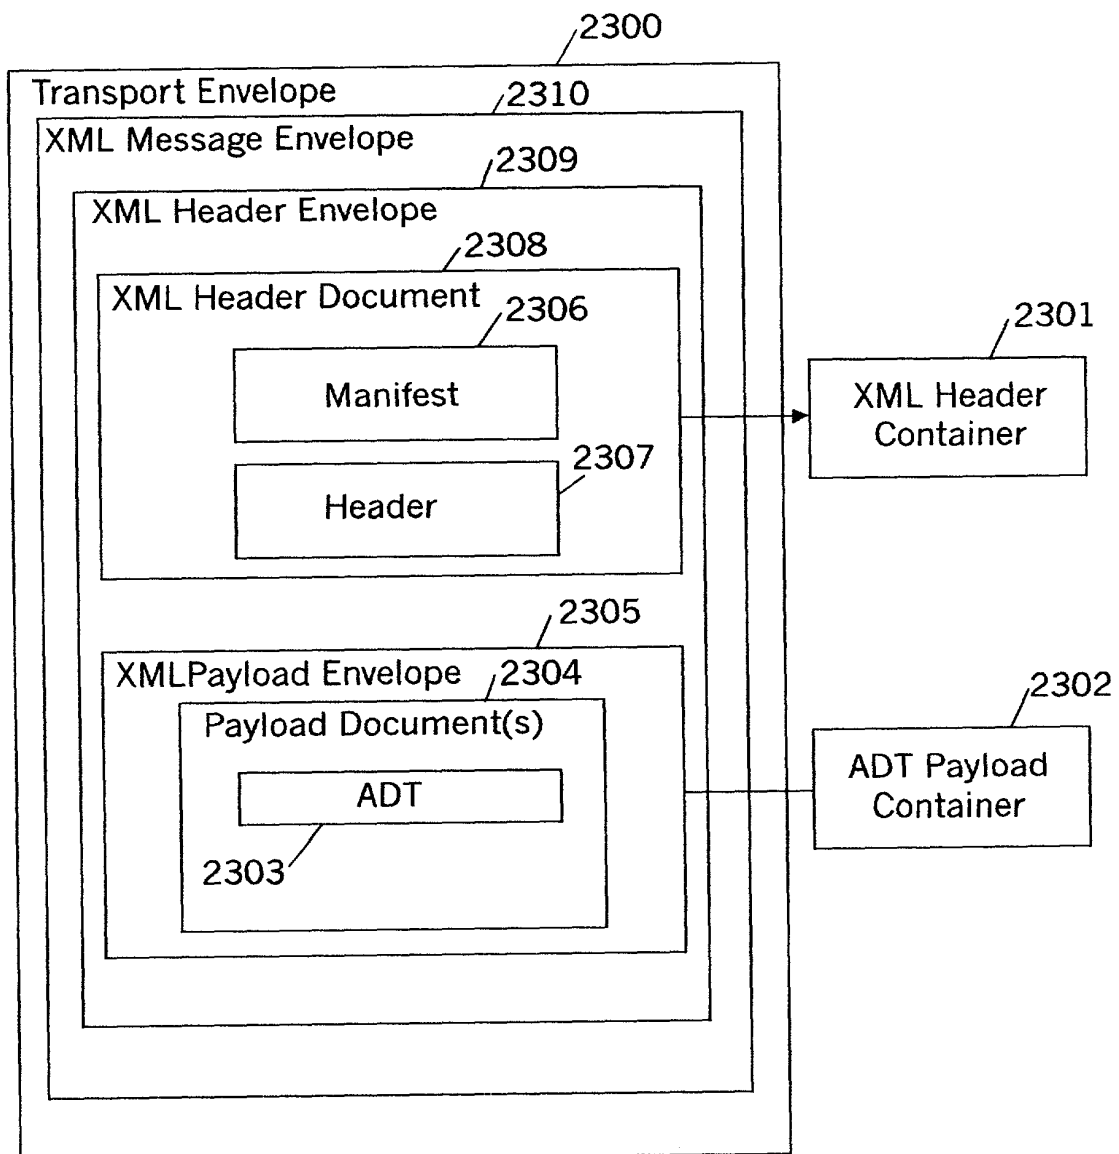 2300
Transport Envelope
2310
XML Message Envelope
2309
XML Header Envelope
2308
XML Header Document
2306
Manifest
2307
Header
2301
XML Header
Container
2305
XMLPayload Envelope
2304
Payload Document(s)
ADT
2303
2302
ADT Payload
Container